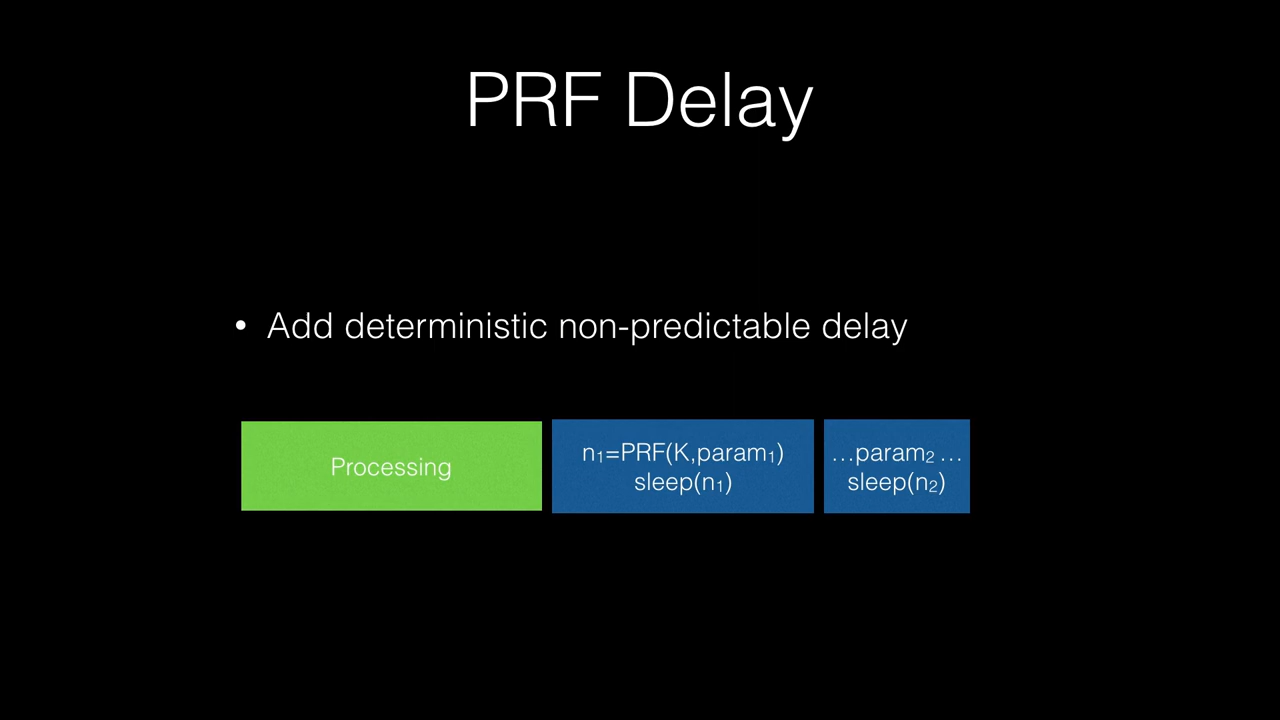 PRF Delay
• Add deterministic non-predictable delay
Processing
n₁=PRF(K,param₁)
sleep(n₁)
…param₂ …
sleep(n₂)